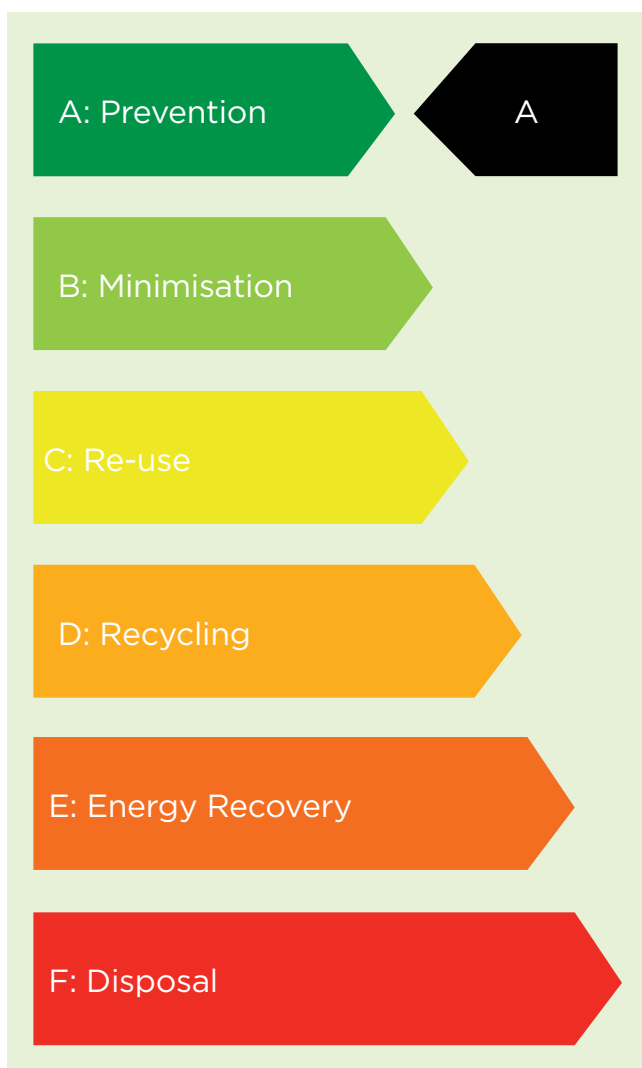 A: Prevention
A
B: Minimisation
C: Re-use
D: Recycling
E: Energy Recovery
F: Disposal